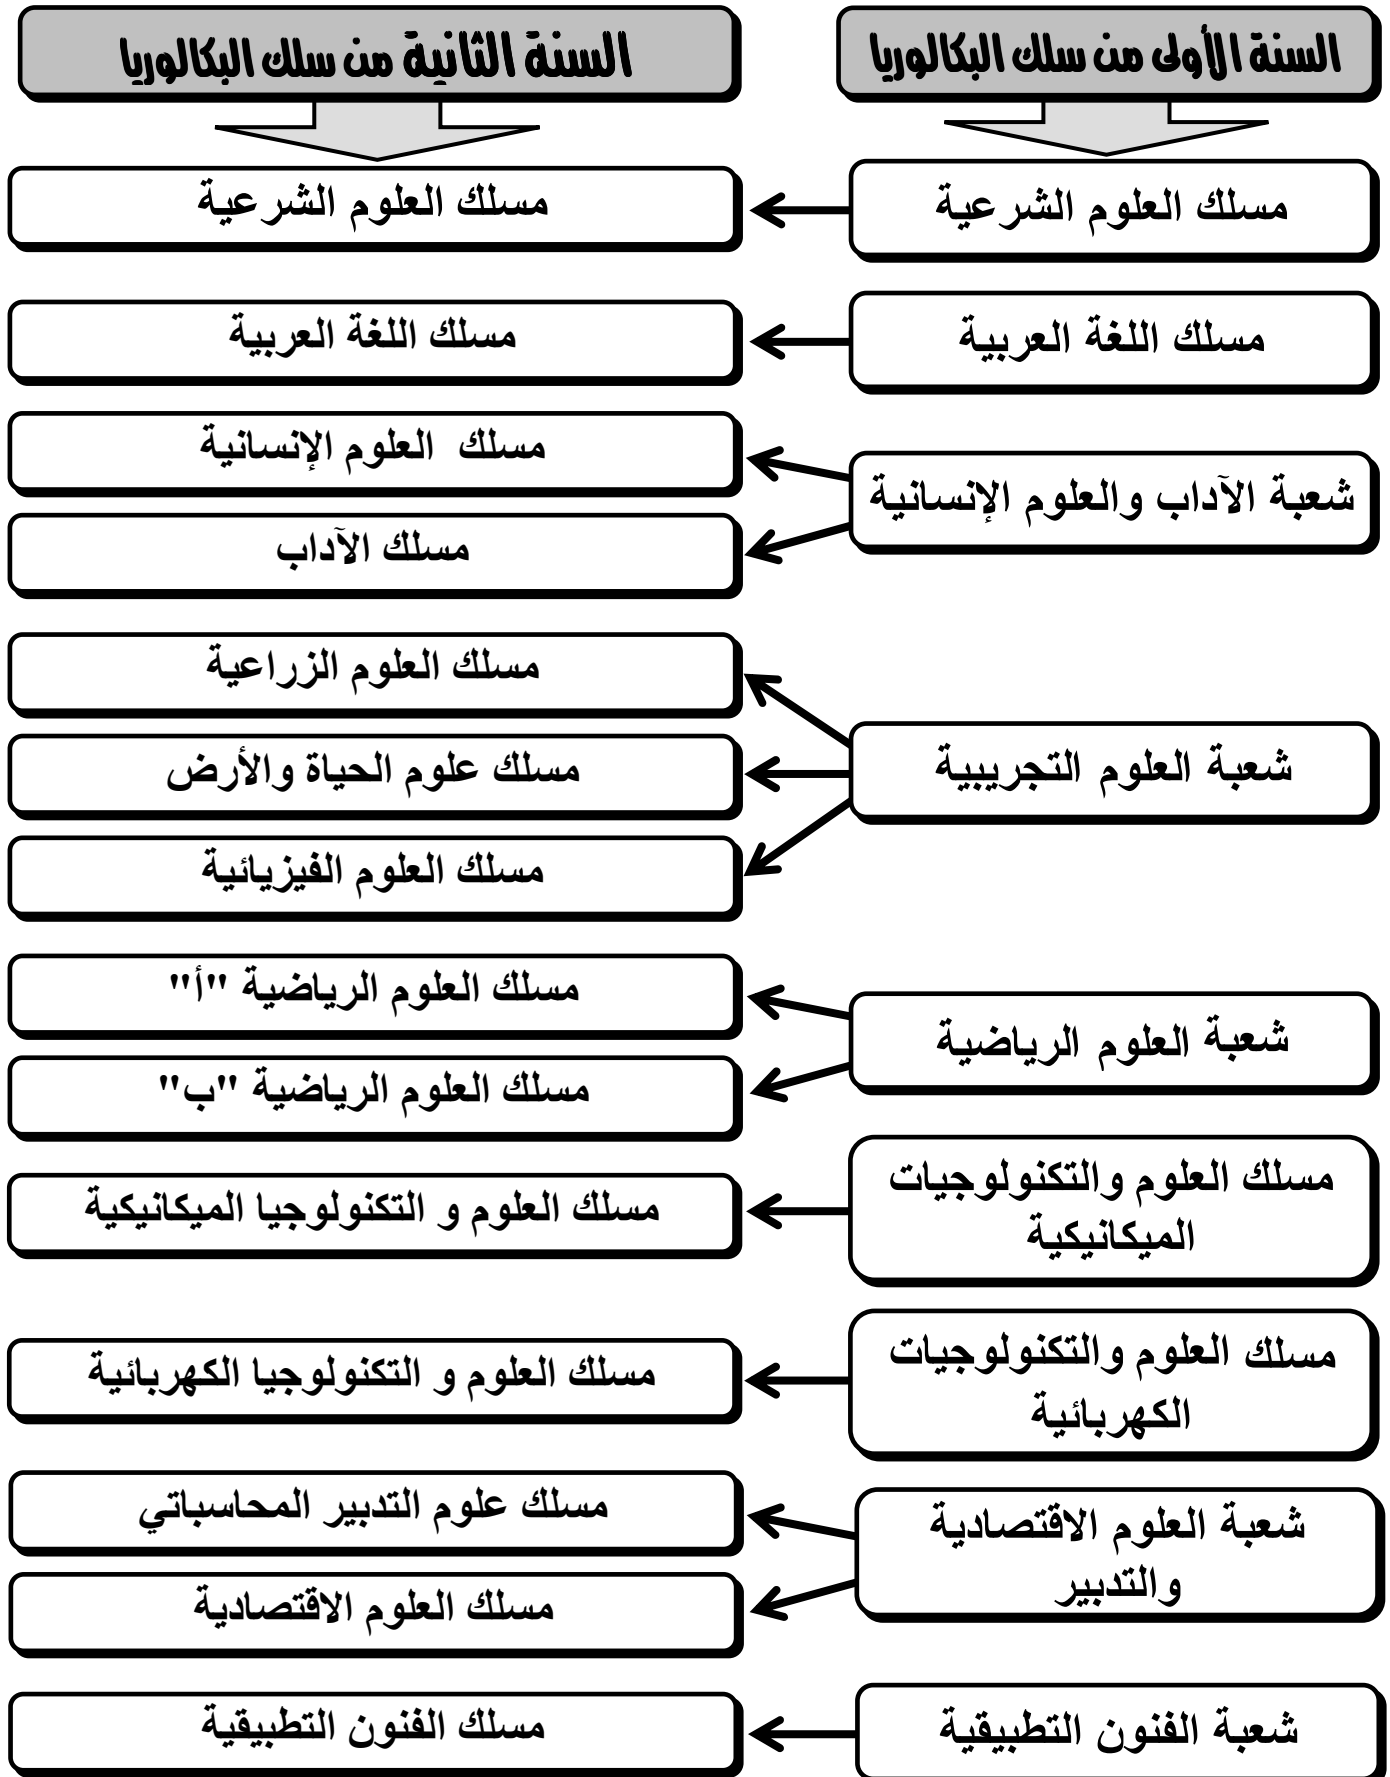 السنة الأولى من سلك البكالوريا
السنة الثانية من سلك البكالوريا
مسلك العلوم الشرعية
مسلك العلوم الشرعية
مسلك اللغة العربية
مسلك اللغة العربية
شعبة الآداب والعلوم الإنسانية
مسلك العلوم الإنسانية
مسلك الآداب
شعبة العلوم التجريبية
مسلك العلوم الزراعية
مسلك علوم الحياة والأرض
مسلك العلوم الفيزيائية
شعبة العلوم الرياضية
مسلك العلوم الرياضية "أ"
مسلك العلوم الرياضية "ب"
مسلك العلوم والتكنولوجيات
الميكانيكية
مسلك العلوم و التكنولوجيا الميكانيكية
مسلك العلوم والتكنولوجيات
الكهربائية
مسلك العلوم و التكنولوجيا الكهربائية
شعبة العلوم الاقتصادية
والتدبير
مسلك علوم التدبير المحاسباتي
مسلك العلوم الاقتصادية
شعبة الفنون التطبيقية
مسلك الفنون التطبيقية